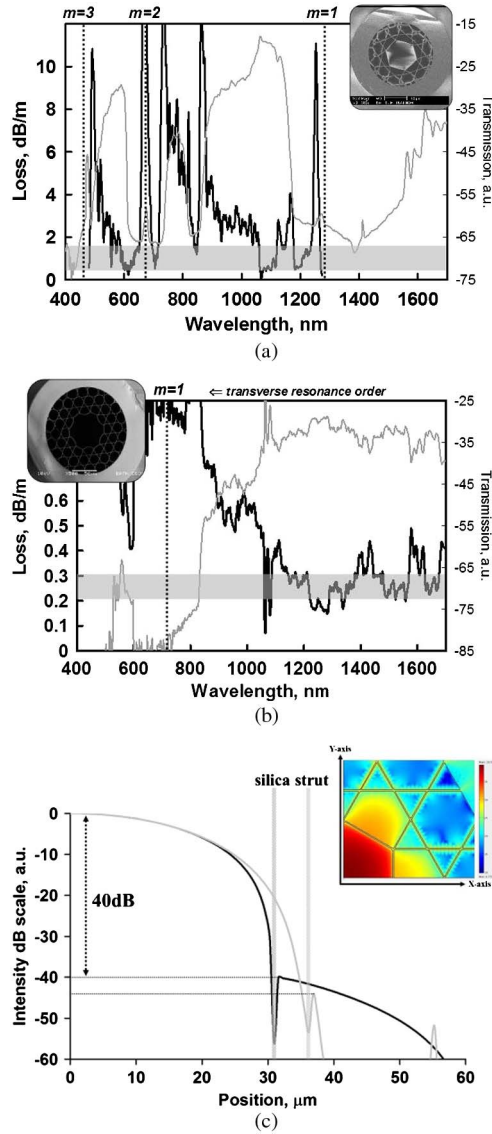 m=3 m=2 m=1
Loss, dB/m
12
10
8
6
4
2
0
-15
-25
-35
-45
-55
-65
-75
Transmission, a.u.
400 600 800 1000 1200 1400 1600
Wavelength, nm
(a)
m=1 ⇐ transverse resonance order
Loss, dB/m
0.6
0.5
0.4
0.3
0.2
0.1
0
-25
-35
-45
-55
-65
-75
-85
Transmission, a.u.
400 600 800 1000 1200 1400 1600
Wavelength, nm
(b)
silica strut
Y-axis
X-axis
Intensity dB scale, a.u.
0
-10
-20
-30
-40
-50
-60
40dB
0 10 20 30 40 50 60
Position, μm
(c)